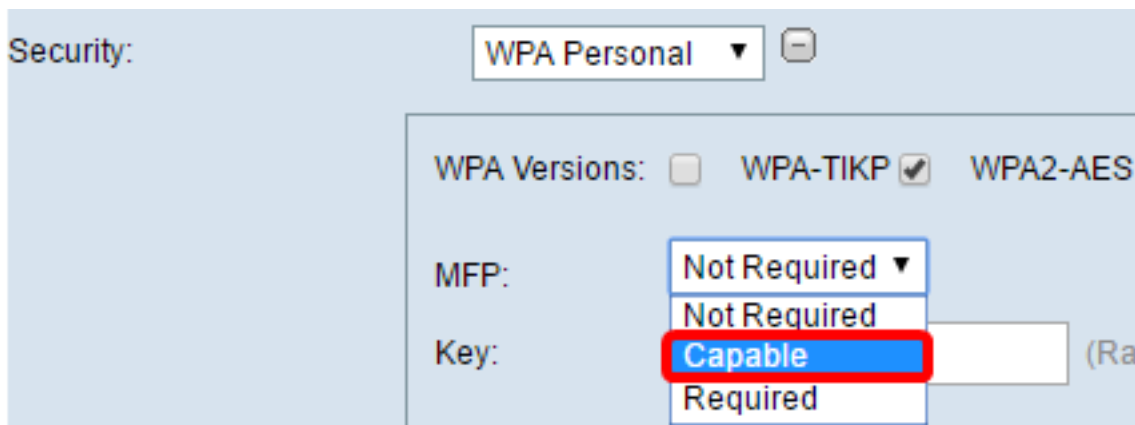 Security: WPA Personal
WPA Versions: WPA-TIKP WPA2-AES
MFP: Not Required
Not Required
Key: Capable (Ra
Required